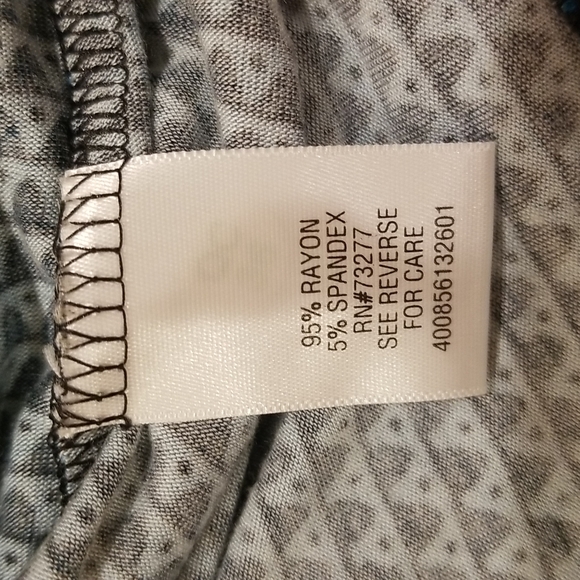 95% RAYON
5% SPANDEX
RN#73277
SEE REVERSE
FOR CARE
400856132601